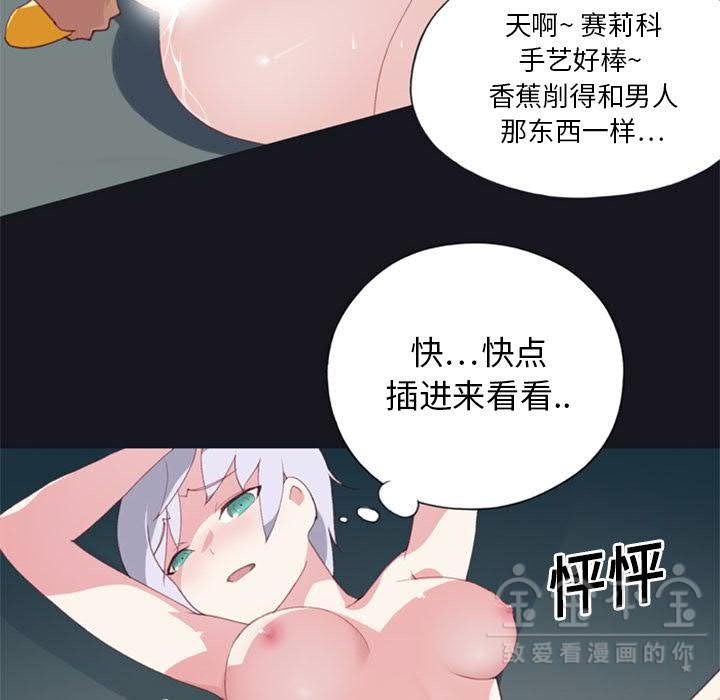 天啊~ 赛莉科
手艺好棒~
香蕉削得和男人
那东西一样...
快...快点
插进来看看..
怦怦
致爱看漫画的你